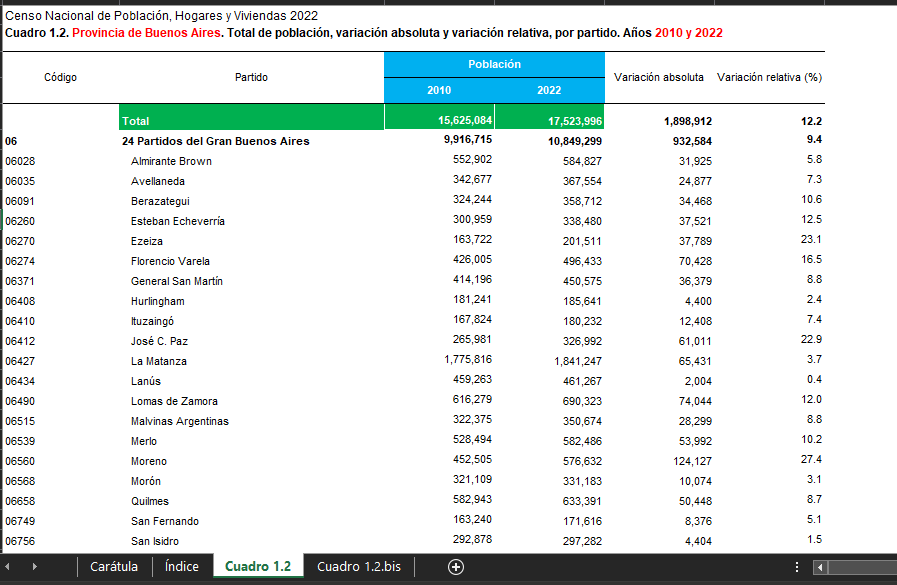 Censo Nacional de Población, Hogares y Viviendas 2022
Cuadro 1.2. Provincia de Buenos Aires. Total de población, variación absoluta y variación relativa, por partido. Años 2010 y 2022
Código Partido Población Variación absoluta Variación relativa (%)
2010 2022
Total 15,625,084 17,523,996 1,898,912 12.2
06 24 Partidos del Gran Buenos Aires 9,916,715 10,849,299 932,584 9.4
06028 Almirante Brown 552,902 584,827 31,925 5.8
06035 Avellaneda 342,677 367,554 24,877 7.3
06091 Berazategui 324,244 358,712 34,468 10.6
06260 Esteban Echeverría 300,959 338,480 37,521 12.5
06270 Ezeiza 163,722 201,511 37,789 23.1
06274 Florencio Varela 426,005 496,433 70,428 16.5
06371 General San Martín 414,196 450,575 36,379 8.8
06408 Hurlingham 181,241 185,641 4,400 2.4
06410 Ituzaingó 167,824 180,232 12,408 7.4
06412 José C. Paz 265,981 326,992 61,011 22.9
06427 La Matanza 1,775,816 1,841,247 65,431 3.7
06434 Lanús 459,263 461,267 2,004 0.4
06490 Lomas de Zamora 616,279 690,323 74,044 12.0
06515 Malvinas Argentinas 322,375 350,674 28,299 8.8
06539 Merlo 528,494 582,486 53,992 10.2
06560 Moreno 452,505 576,632 124,127 27.4
06568 Morón 321,109 331,183 10,074 3.1
06658 Quilmes 582,943 633,391 50,448 8.7
06749 San Fernando 163,240 171,616 8,376 5.1
06756 San Isidro 292,878 297,282 4,404 1.5
Carátula Índice Cuadro 1.2 Cuadro 1.2.bis